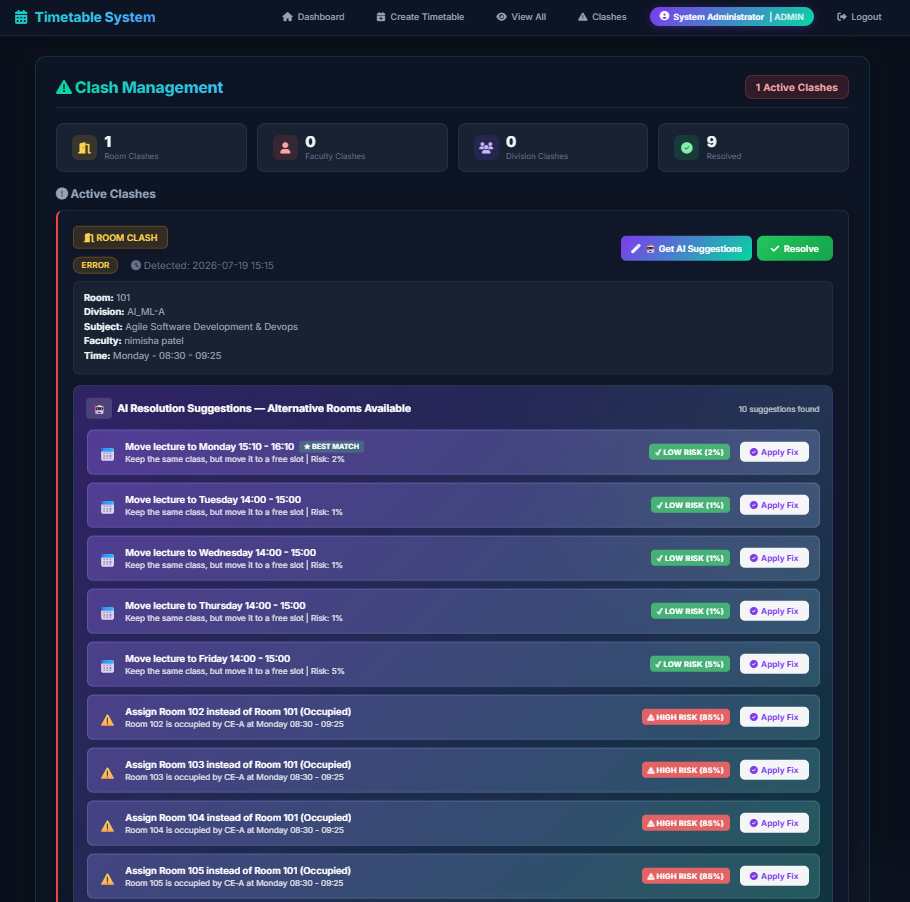 Timetable System
Dashboard
Create Timetable
View All
Clashes
System Administrator | ADMIN
Logout
Clash Management
1 Active Clashes
1
Room Clashes
0
Faculty Clashes
0
Division Clashes
9
Resolved
Active Clashes
ROOM CLASH
ERROR
Detected: 2026-07-19 15:15
Get AI Suggestions
Resolve
Room: 101
Division: AI_ML-A
Subject: Agile Software Development & Devops
Faculty: nimisha patel
Time: Monday - 08:30 - 09:25
AI Resolution Suggestions — Alternative Rooms Available
10 suggestions found
Move lecture to Monday 15:10 - 16:10 ★ BEST MATCH
Keep the same class, but move it to a free slot | Risk: 2%
✓ LOW RISK (2%)
Apply Fix
Move lecture to Tuesday 14:00 - 15:00
Keep the same class, but move it to a free slot | Risk: 1%
✓ LOW RISK (1%)
Apply Fix
Move lecture to Wednesday 14:00 - 15:00
Keep the same class, but move it to a free slot | Risk: 1%
✓ LOW RISK (1%)
Apply Fix
Move lecture to Thursday 14:00 - 15:00
Keep the same class, but move it to a free slot | Risk: 1%
✓ LOW RISK (1%)
Apply Fix
Move lecture to Friday 14:00 - 15:00
Keep the same class, but move it to a free slot | Risk: 5%
✓ LOW RISK (5%)
Apply Fix
Assign Room 102 instead of Room 101 (Occupied)
Room 102 is occupied by CE-A at Monday 08:30 - 09:25
HIGH RISK (85%)
Apply Fix
Assign Room 103 instead of Room 101 (Occupied)
Room 103 is occupied by CE-A at Monday 08:30 - 09:25
HIGH RISK (85%)
Apply Fix
Assign Room 104 instead of Room 101 (Occupied)
Room 104 is occupied by CE-A at Monday 08:30 - 09:25
HIGH RISK (85%)
Apply Fix
Assign Room 105 instead of Room 101 (Occupied)
Room 105 is occupied by CE-A at Monday 08:30 - 09:25
HIGH RISK (85%)
Apply Fix